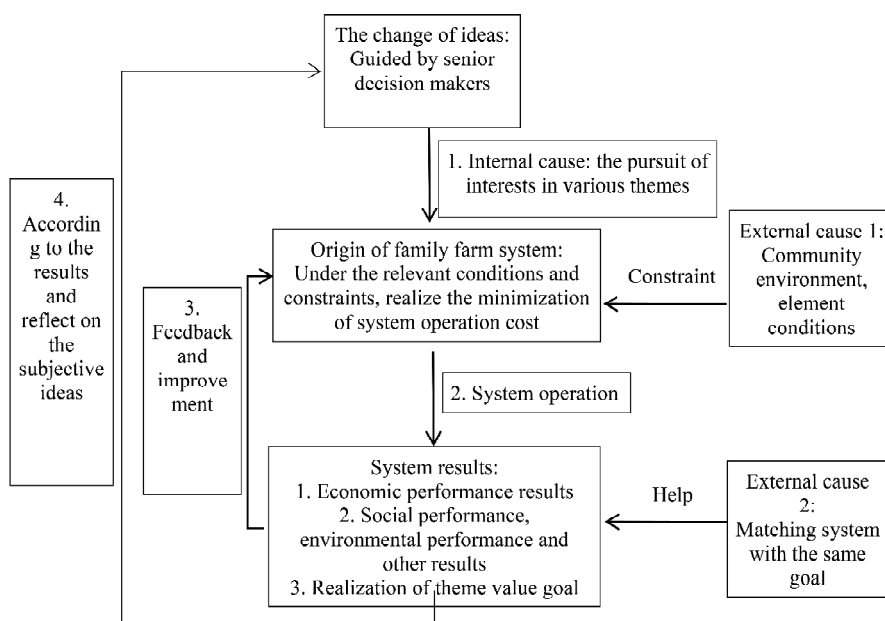 The change of ideas:
Guided by senior
decision makers
1. Internal cause: the pursuit of
interests in various themes
4.
Accordin
g to the
results
and
reflect on
the
subjective
ideas
Origin of family farm system:
Under the relevant conditions and
constraints, realize the minimization
of system operation cost
Constraint
External cause 1:
Community
environment,
element
conditions
3.
Feedback
and
improve
ment
2. System operation
System results:
1. Economic performance results
2. Social performance,
environmental performance and
other results
3. Realization of theme value goal
Help
External cause
2:
Matching system
with the same
goal